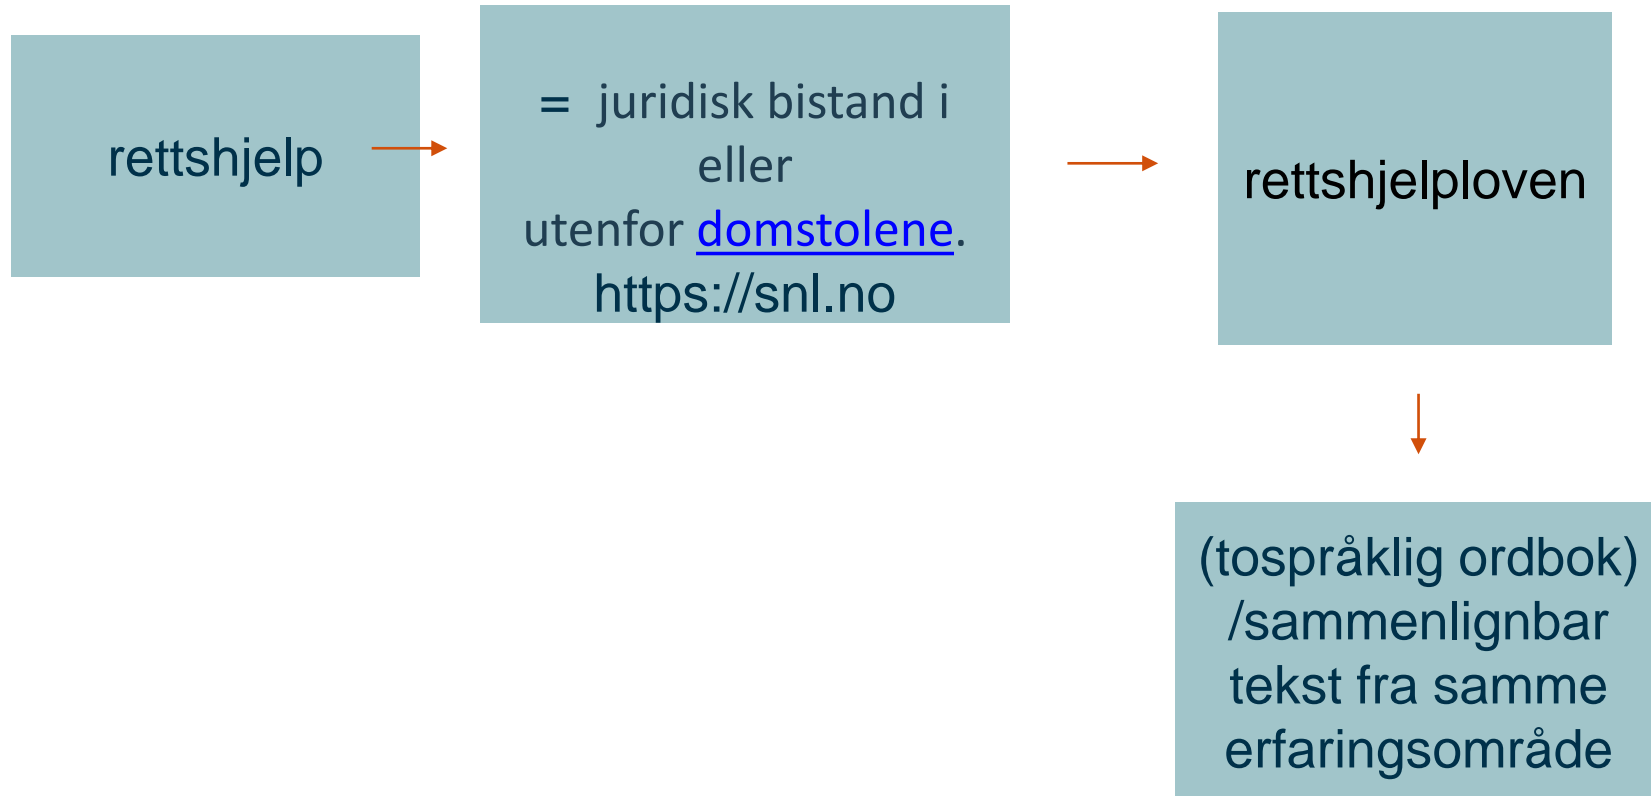 rettshjelp
= juridisk bistand i
eller
utenfor domstolene.
https://snl.no
rettshjelploven
(tospråklig ordbok)
/sammenlignbar
tekst fra samme
erfaringsområde